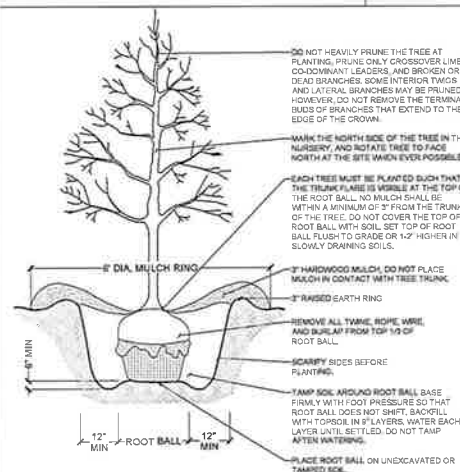 DO NOT HEAVILY PRUNE THE TREE AT
PLANTING, PRUNE ONLY CROSSOVER LIME
CO-DOMINANT LEADERS, AND BROKEN OR
DEAD BRANCHES. SOME INTERIOR TWIGS
AND LATERAL BRANCHES MAY BE PRUNED
HOWEVER, DO NOT REMOVE THE TERMINA
BUDS OF BRANCHES THAT EXTEND TO THE
EDGE OF THE CROWN.
MARK THE NORTH SIDE OF THE TREE IN TH
NURSERY, AND ROTATE TREE TO FACE
NORTH AT THE SITE WHEN EVER POSSIBLE
EACH TREE MUST BE PLANTED SUCH THAT
THE TRUNK FLARE IS VISIBLE AT THE TOP O
THE ROOT BALL. NO MULCH SHALL BE
WITHIN A MINIMUM OF 3" FROM THE TRUNK
OF THE TREE. DO NOT COVER THE TOP OF
ROOT BALL WITH SOIL. SET TOP OF ROOT
BALL FLUSH TO GRADE OR 1-2" HIGHER IN
SLOWLY DRAINING SOILS.
6' DIA. MULCH RING
3" HARDWOOD MULCH, DO NOT PLACE
MULCH IN CONTACT WITH TREE TRUNK.
3" RAISED EARTH RING
REMOVE ALL TWINE, ROPE, WIRE,
AND BURLAP FROM TOP 1/3 OF
ROOT BALL.
SCARIFY SIDES BEFORE
PLANTING.
6" MIN
TAMP SOIL AROUND ROOT BALL BASE
FIRMLY WITH FOOT PRESSURE SO THAT
ROOT BALL DOES NOT SHIFT. BACKFILL
WITH TOPSOIL IN 9" LAYERS, WATER EACH
LAYER UNTIL SETTLED. DO NOT TAMP
AFTER WATERING.
12" MIN
ROOT BALL
12" MIN
PLACE ROOT BALL ON UNEXCAVATED OR
TAMPED SOIL